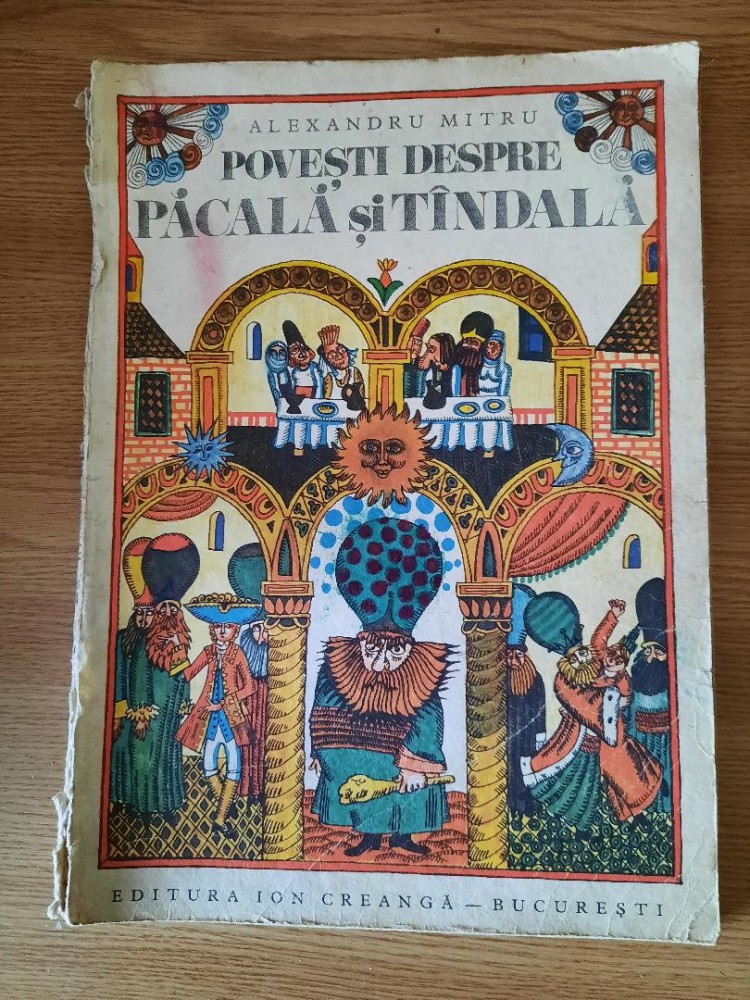 ALEXANDRU MITRU
POVEȘTI DESPRE
PĂCALĂ și TÎNDALĂ
EDITURA ION CREANGĂ — BUCUREȘTI